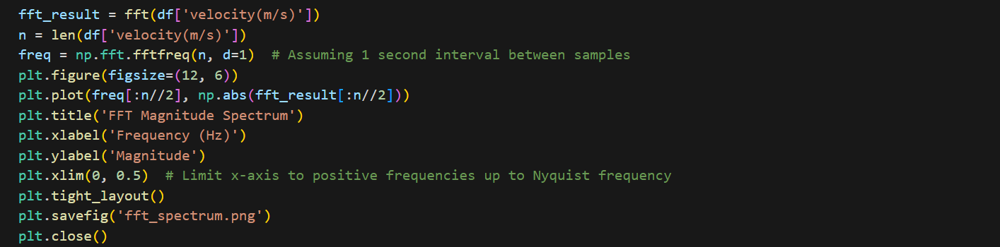 fft_result = fft(df['velocity(m/s)'])
n = len(df['velocity(m/s)'])
freq = np.fft.fftfreq(n, d=1)  # Assuming 1 second interval between samples
plt.figure(figsize=(12, 6))
plt.plot(freq[:n//2], np.abs(fft_result[:n//2]))
plt.title('FFT Magnitude Spectrum')
plt.xlabel('Frequency (Hz)')
plt.ylabel('Magnitude')
plt.xlim(0, 0.5)  # Limit x-axis to positive frequencies up to Nyquist frequency
plt.tight_layout()
plt.savefig('fft_spectrum.png')
plt.close()